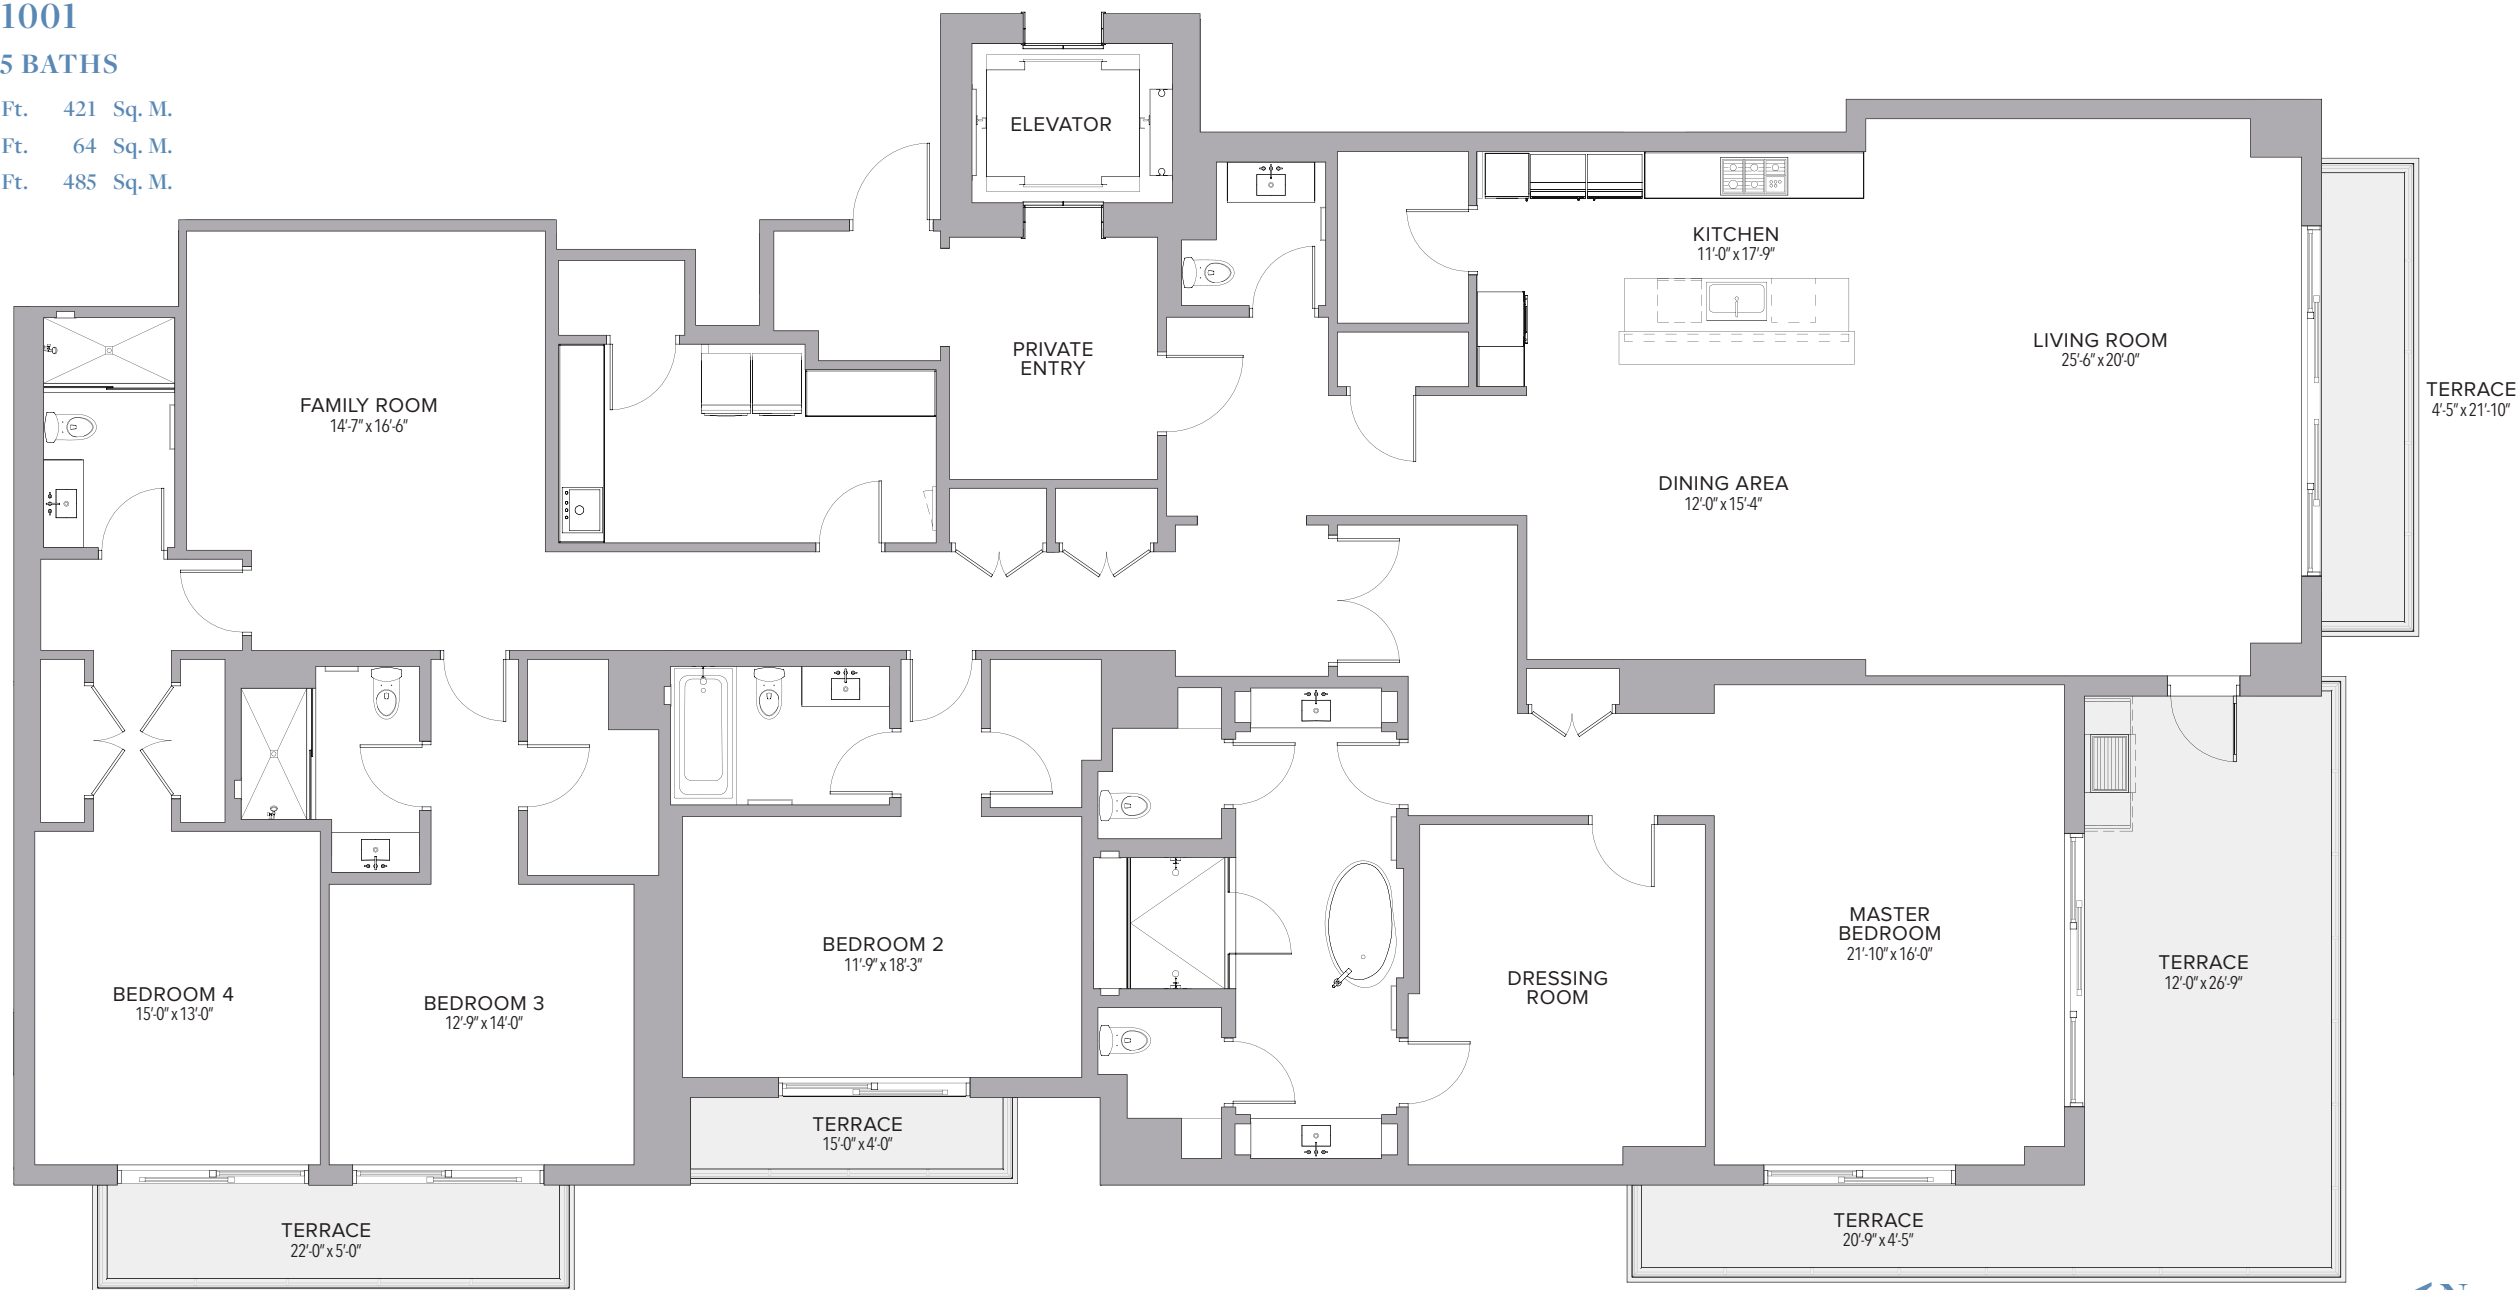 1001
5 BATHS
Ft. 421 Sq. M.
Ft. 64 Sq. M.
Ft. 485 Sq. M.
ELEVATOR
KITCHEN
11'-0" x 17'-9"
LIVING ROOM
25'-6" x 20'-0"
TERRACE
4'-5" x 21'-10"
PRIVATE
ENTRY
FAMILY ROOM
14'-7" x 16'-6"
DINING AREA
12'-0" x 15'-4"
MASTER
BEDROOM
21'-10" x 16'-0"
BEDROOM 2
11'-9" x 18'-3"
TERRACE
12'-0" x 26'-9"
DRESSING
ROOM
BEDROOM 4
15'-0" x 13'-0"
BEDROOM 3
12'-9" x 14'-0"
TERRACE
15'-0" x 4'-0"
TERRACE
22'-0" x 5'-0"
TERRACE
20'-9" x 4'-5"
N